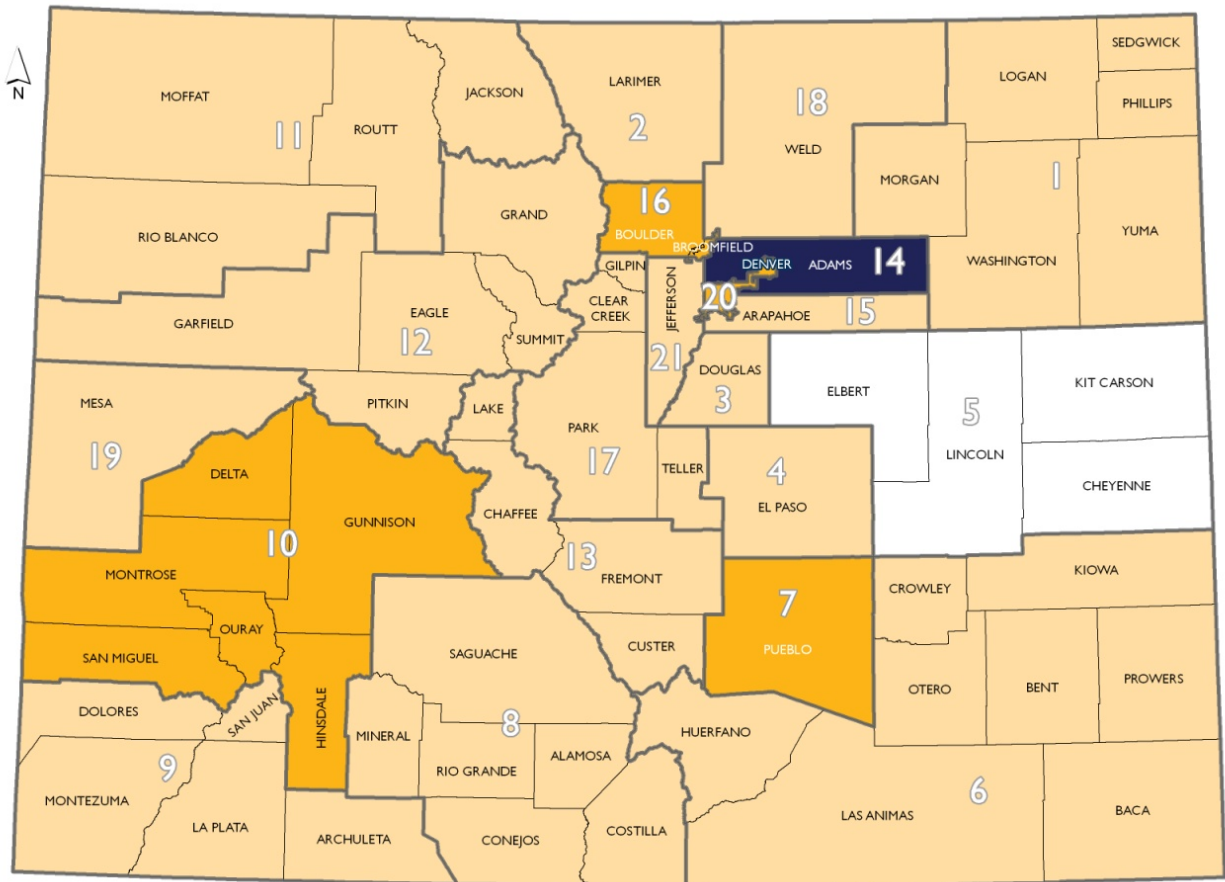 SEDGWICK
LOGAN
LARIMER
MOFFAT
JACKSON
18
PHILLIPS
11
ROUTT
2
WELD
MORGAN
1
16
YUMA
GRAND
RIO BLANCO
BOULDER
BROOMFIELD
WASHINGTON
DENVER
ADAMS
14
GILPIN
JEFFERSON
CLEAR
CREEK
20
ARAPAHOE
15
GARFIELD
EAGLE
12
SUMMIT
21
DOUGLAS
3
ELBERT
KIT CARSON
MESA
PITKIN
LAKE
PARK
5
LINCOLN
19
17
TELLER
4
EL PASO
DELTA
CHEYENNE
GUNNISON
CHAFFEE
10
13
MONTROSE
FREMONT
KIOWA
CROWLEY
7
OURAY
SAN MIGUEL
SAGUACHE
CUSTER
PUEBLO
OTERO
BENT
PROWERS
DOLORES
SAN JUAN
HINSDALE
MINERAL
8
HUERFANO
9
RIO GRANDE
ALAMOSA
6
MONTEZUMA
LA PLATA
ARCHULETA
CONEJOS
COSTILLA
LAS ANIMAS
BACA
N